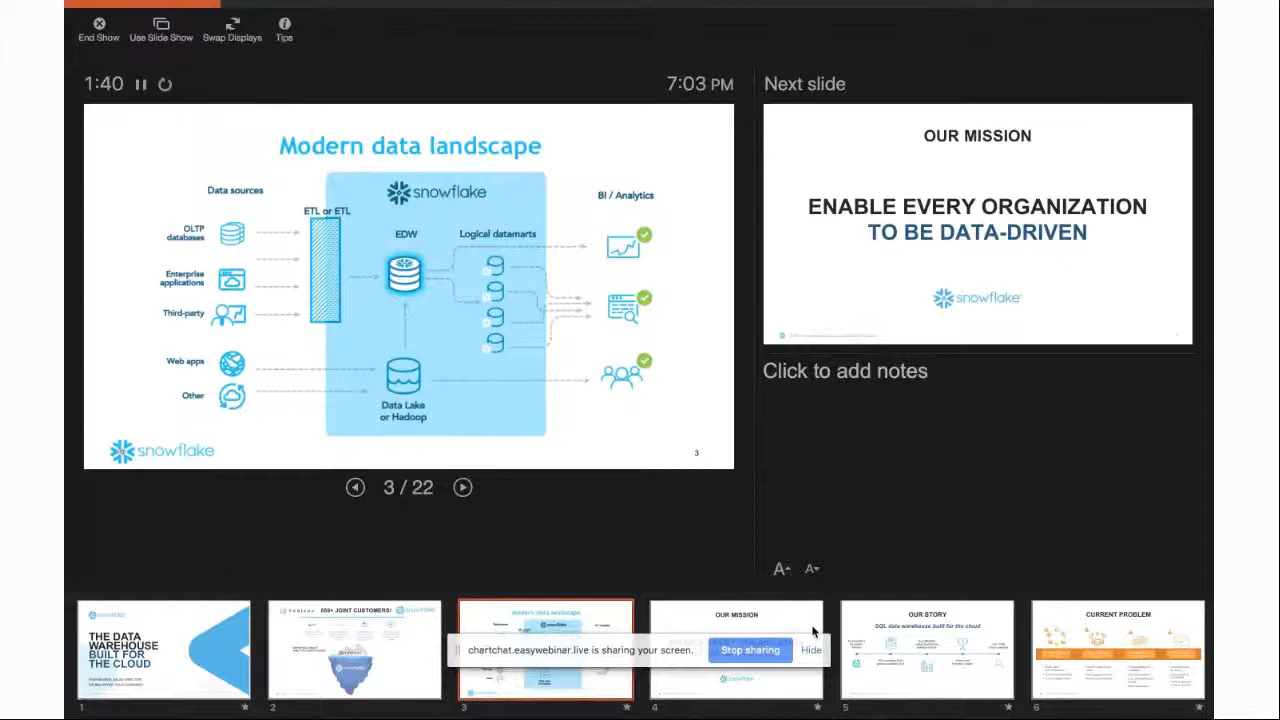 End Show
Use Slide Show
Swap Displays
Tips
1:40
7:03 PM
Next slide
Modern data landscape
Data sources
snowflake
BI / Analytics
ETL or ETL
OLTP
databases
EDW
Logical datamarts
Enterprise
applications
Third-party
Web apps
Other
Data Lake
or Hadoop
snowflake
3
OUR MISSION
ENABLE EVERY ORGANIZATION
TO BE DATA-DRIVEN
snowflake
Click to add notes
3 / 22
A A
snowflake
THE DATA
WAREHOUSE
BUILT FOR
THE CLOUD
1
650+ JOINT CUSTOMERS!
snowflake
2
Modern data landscape
3
OUR MISSION
snowflake
4
OUR STORY
SQL data warehouse built for the cloud
5
CURRENT PROBLEM
6
chartchat.easywebinar.live is sharing your screen.
Stop sharing
Hide